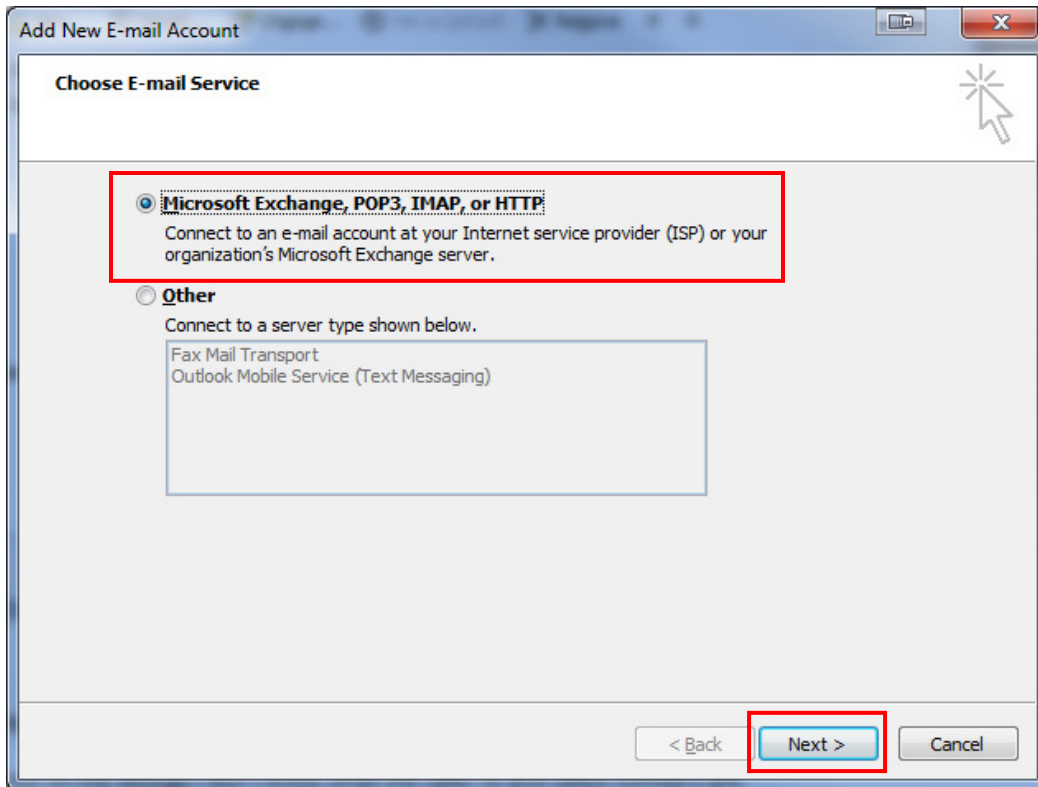 Add New E-mail Account
Choose E-mail Service
Microsoft Exchange, POP3, IMAP, or HTTP
Connect to an e-mail account at your Internet service provider (ISP) or your
organization's Microsoft Exchange server.
Other
Connect to a server type shown below.
Fax Mail Transport
Outlook Mobile Service (Text Messaging)
< Back
Next >
Cancel